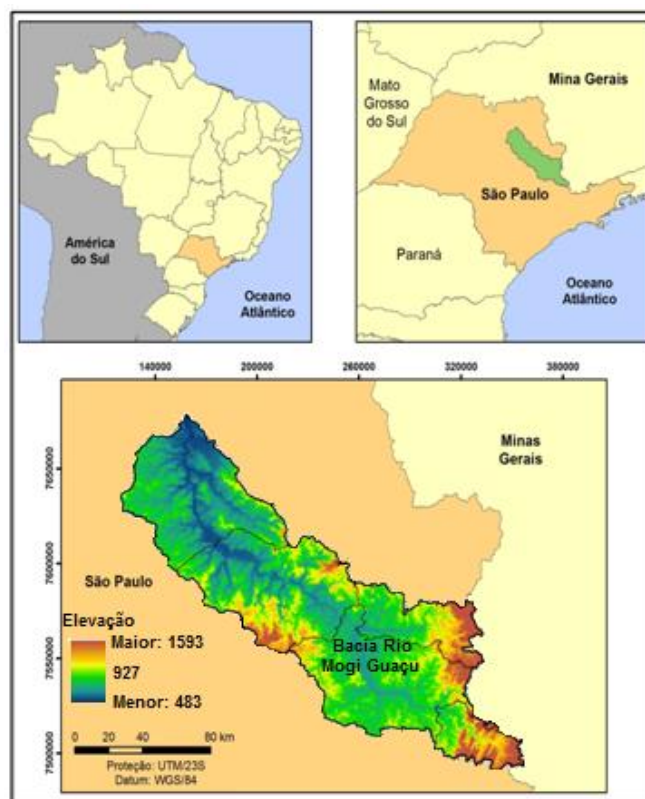 América
do Sul
Oceano
Atlântico
Mato
Grosso
do Sul
Mina Gerais
São Paulo
Paraná
Oceano
Atlântico
140000 200000 260000 320000 380000
7650000
7600000
7550000
7500000
Minas
Gerais
São Paulo
Bacia Rio
Mogi Guaçu
Elevação
Maior: 1593
927
Menor: 483
0 20 40 80 km
Proteção: UTM/23S
Datum: WGS/84